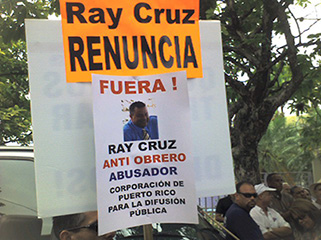 Ray Cruz
RENUNCIA
FUERA !
RAY CRUZ
ANTI OBRERO
ABUSADOR
CORPORACIÓN DE
PUERTO RICO
PARA LA DIFUSIÓN
PÚBLICA